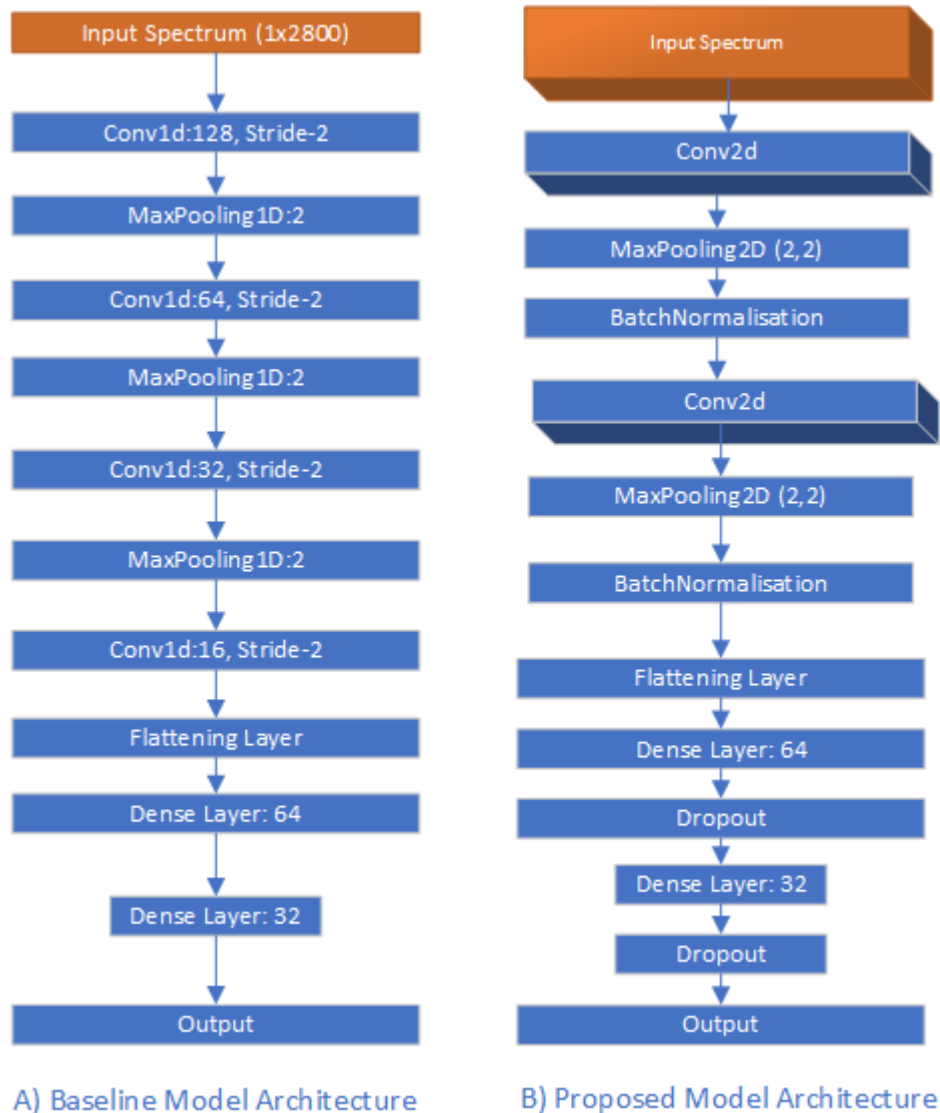 Input Spectrum (1x2800)
Conv1d:128, Stride-2
MaxPooling1D:2
Conv1d:64, Stride-2
MaxPooling1D:2
Conv1d:32, Stride-2
MaxPooling1D:2
Conv1d:16, Stride-2
Flattening Layer
Dense Layer: 64
Dense Layer: 32
Output
A) Baseline Model Architecture
Input Spectrum
Conv2d
MaxPooling2D (2,2)
BatchNormalisation
Conv2d
MaxPooling2D (2,2)
BatchNormalisation
Flattening Layer
Dense Layer: 64
Dropout
Dense Layer: 32
Dropout
Output
B) Proposed Model Architecture